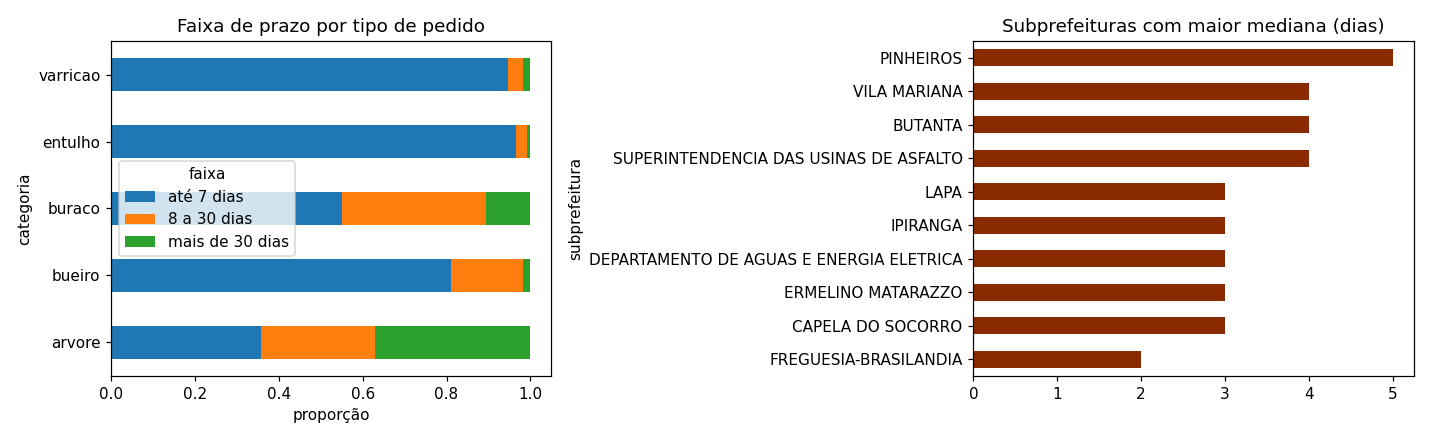 Faixa de prazo por tipo de pedido
categoria
varricao
entulho
buraco
bueiro
arvore
faixa
até 7 dias
8 a 30 dias
mais de 30 dias
0.0 0.2 0.4 0.6 0.8 1.0
proporção
Subprefeituras com maior mediana (dias)
subprefeitura
PINHEIROS
VILA MARIANA
BUTANTA
SUPERINTENDENCIA DAS USINAS DE ASFALTO
LAPA
IPIRANGA
DEPARTAMENTO DE AGUAS E ENERGIA ELETRICA
ERMELINO MATARAZZO
CAPELA DO SOCORRO
FREGUESIA-BRASILANDIA
0 1 2 3 4 5